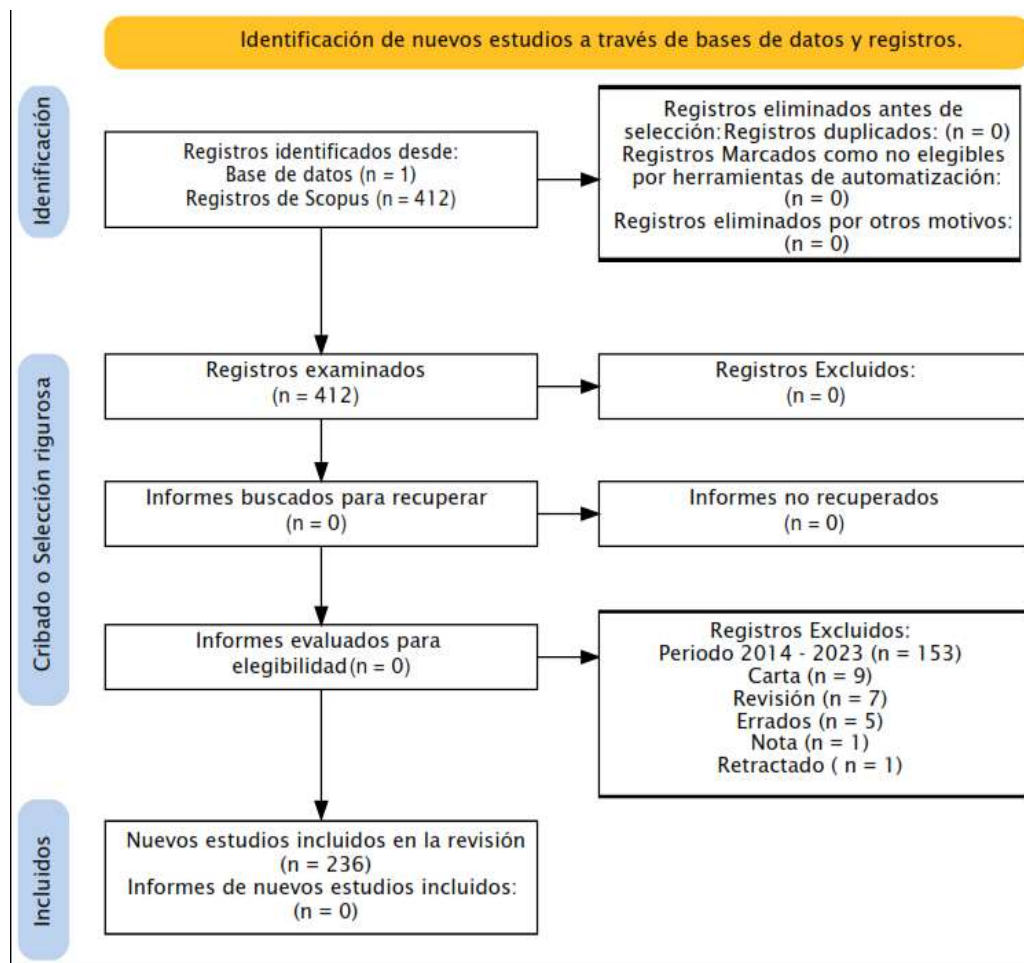 Identificación de nuevos estudios a través de bases de datos y registros.
Idenificación
Registros identificados desde:
Base de datos (n = 1)
Registros de Scopus (n = 412)
Registros eliminados antes de
selección: Registros duplicados: (n = 0)
Registros Marcados como no elegibles
por herramientas de automatización:
(n = 0)
Registros eliminados por otros motivos:
(n = 0)
Cribado o Selección rigurosa
Registros examinados
(n = 412)
Registros Excluidos:
(n = 0)
Informes buscados para recuperar
(n = 0)
Informes no recuperados
(n = 0)
Informes evaluados para
elegibilidad (n = 0)
Registros Excluidos:
Periodo 2014 - 2023 (n = 153)
Carta (n = 9)
Revisión (n = 7)
Errados (n = 5)
Nota (n = 1)
Retractado ( n = 1)
Incluidos
Nuevos estudios incluidos en la revisión
(n = 236)
Informes de nuevos estudios incluidos:
(n = 0)